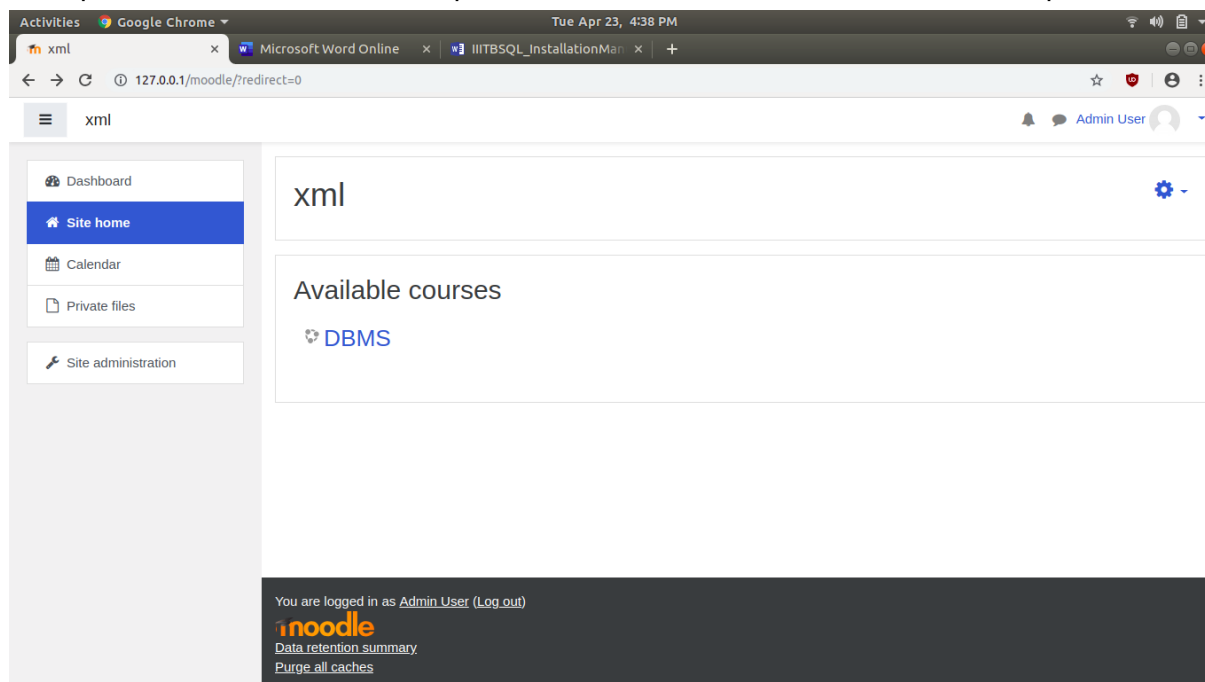 Activities Google Chrome Tue Apr 23, 4:38 PM
xml Microsoft Word Online IIITBSQL_InstallationMan
127.0.0.1/moodle/?redirect=0
xml Admin User
Dashboard
Site home
Calendar
Private files
Site administration
xml
Available courses
DBMS
You are logged in as Admin User (Log out)
moodle
Data retention summary
Purge all caches